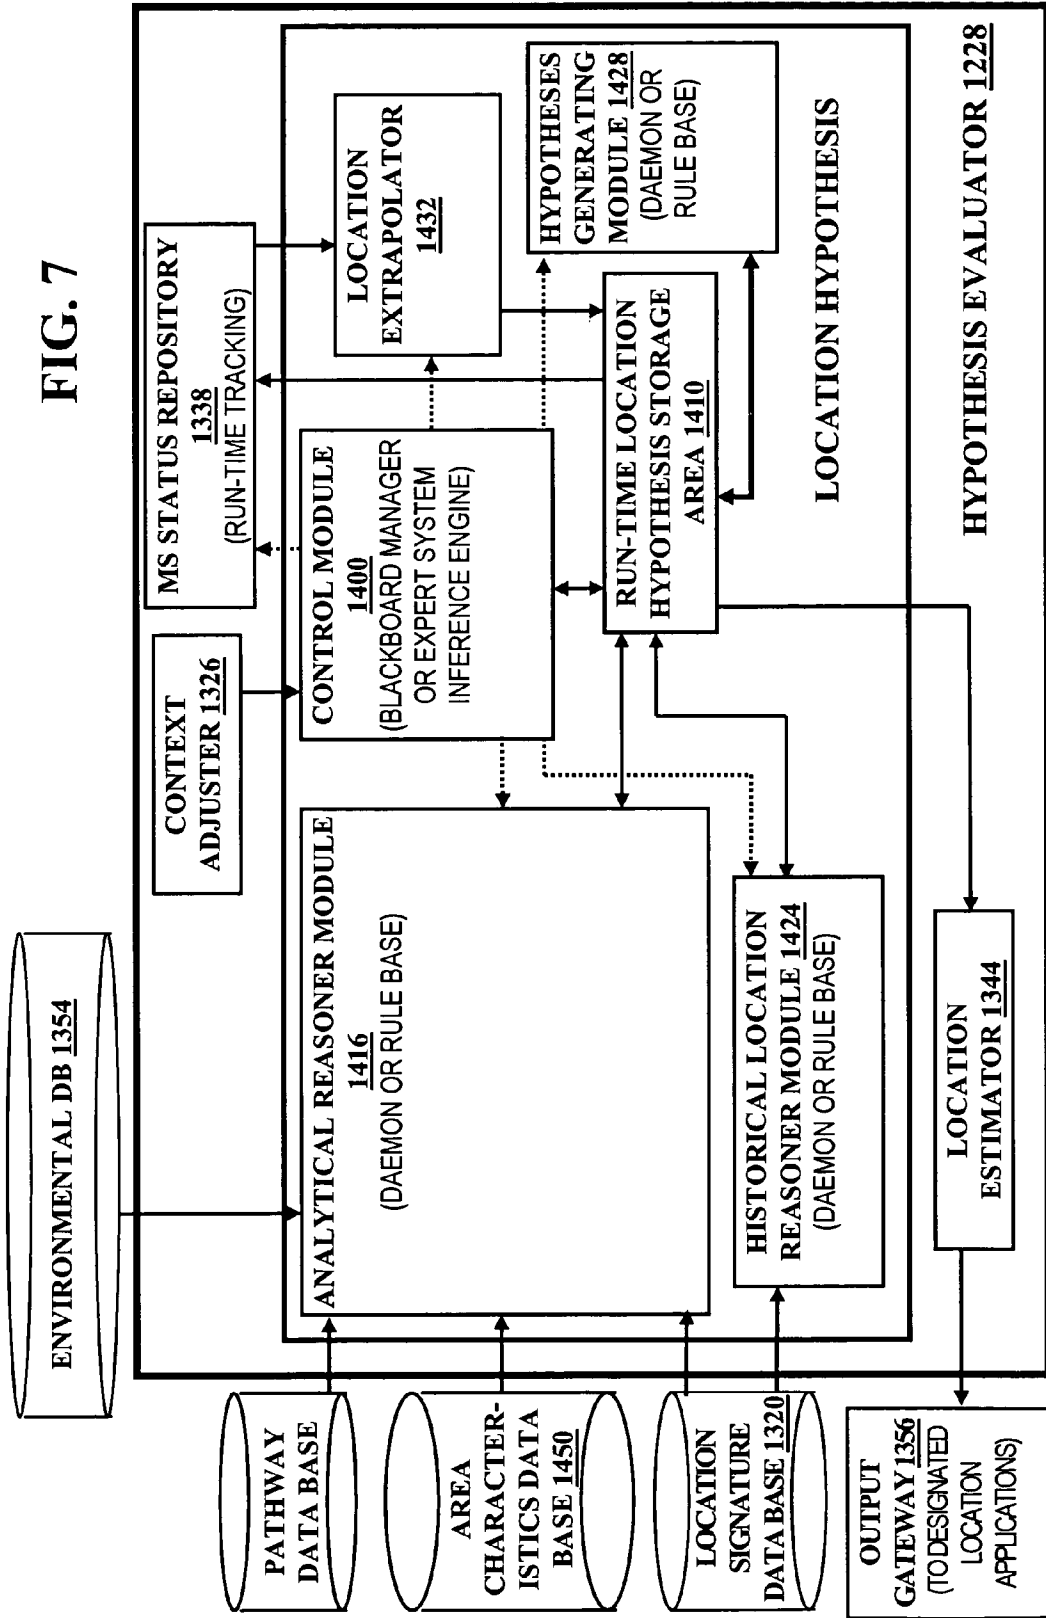 FIG. 7
ENVIRONMENTAL DB 1354
CONTEXT
ADJUSTER 1326
MS STATUS REPOSITORY
1338
(RUN-TIME TRACKING)
PATHWAY
DATA BASE
AREA
CHARACTER-
ISTICS DATA
BASE 1450
LOCATION
SIGNATURE
DATA BASE 1320
OUTPUT
GATEWAY 1356
(TO DESIGNATED
LOCATION
APPLICATIONS)
ANALYTICAL REASONER MODULE
1416
(DAEMON OR RULE BASE)
CONTROL MODULE
1400
(BLACKBOARD MANAGER
OR EXPERT SYSTEM
INFERENCE ENGINE)
LOCATION
EXTRAPOLATOR
1432
HYPOTHESES
GENERATING
MODULE 1428
(DAEMON OR
RULE BASE)
RUN-TIME LOCATION
HYPOTHESIS STORAGE
AREA 1410
HISTORICAL LOCATION
REASONER MODULE 1424
(DAEMON OR RULE BASE)
LOCATION HYPOTHESIS
LOCATION
ESTIMATOR 1344
HYPOTHESIS EVALUATOR 1228